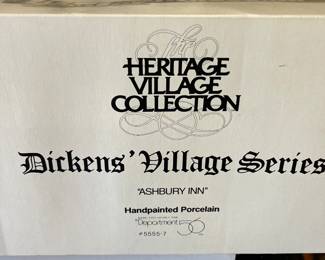 The
HERITAGE
VILLAGE
COLLECTION
Dickens' Village Series
"ASHBURY INN"
Handpainted Porcelain
Department 56
#5555-7